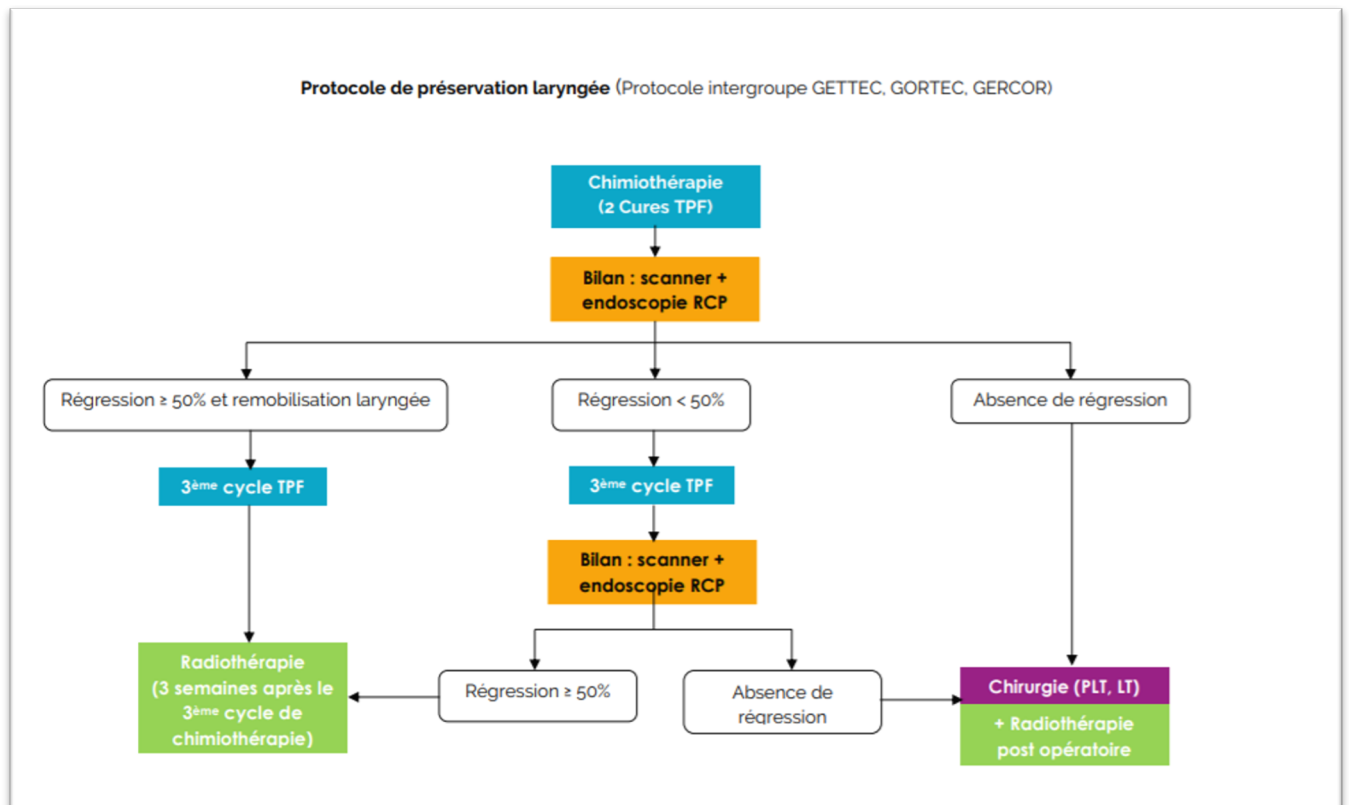 Protocole de préservation laryngée (Protocole intergroupe GETTEC, GORTEC, GERCOR)
Chimiothérapie
(2 Cures TPF)
Bilan : scanner +
endoscopie RCP
Régression ≥ 50% et remobilisation laryngée
Régression < 50%
Absence de régression
3ème cycle TPF
3ème cycle TPF
Bilan : scanner +
endoscopie RCP
Radiothérapie
(3 semaines après le
3ème cycle de
chimiothérapie)
Régression ≥ 50%
Absence de
régression
Chirurgie (PLT, LT)
+ Radiothérapie
post opératoire